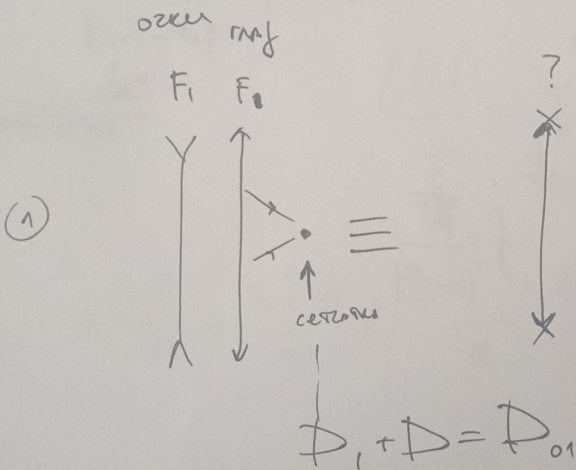 очки глаз
F₁ F₂
?
①
≡
сетчатка
D₁ + D = D₀₁